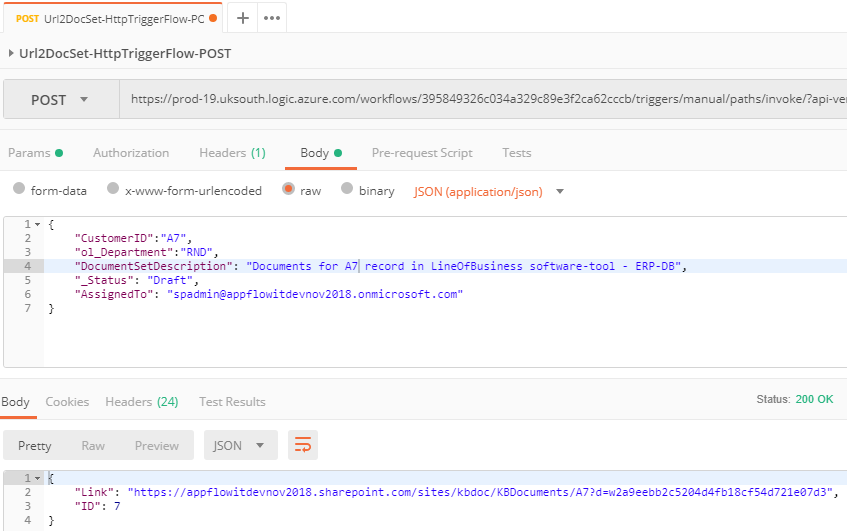 POST Url2DocSet-HttpTriggerFlow-PC
Url2DocSet-HttpTriggerFlow-POST
POST https://prod-19.uksouth.logic.azure.com/workflows/395849326c034a329c89e3f2ca62cccb/triggers/manual/paths/invoke/?api-ve
Params Authorization Headers (1) Body Pre-request Script Tests
form-data x-www-form-urlencoded raw binary JSON (application/json)
1 {
2 "CustomerID":"A7",
3 "ol_Department":"RND",
4 "DocumentSetDescription": "Documents for A7 record in LineOfBusiness software-tool - ERP-DB",
5 "_Status": "Draft",
6 "AssignedTo": "spadmin@appflowitdevnov2018.onmicrosoft.com"
7 }
Body Cookies Headers (24) Test Results Status: 200 OK
Pretty Raw Preview JSON
1 {
2 "Link": "https://appflowitdevnov2018.sharepoint.com/sites/kbdoc/KBDocuments/A7?d=w2a9eebb2c5204d4fb18cf54d721e07d3",
3 "ID": 7
4 }